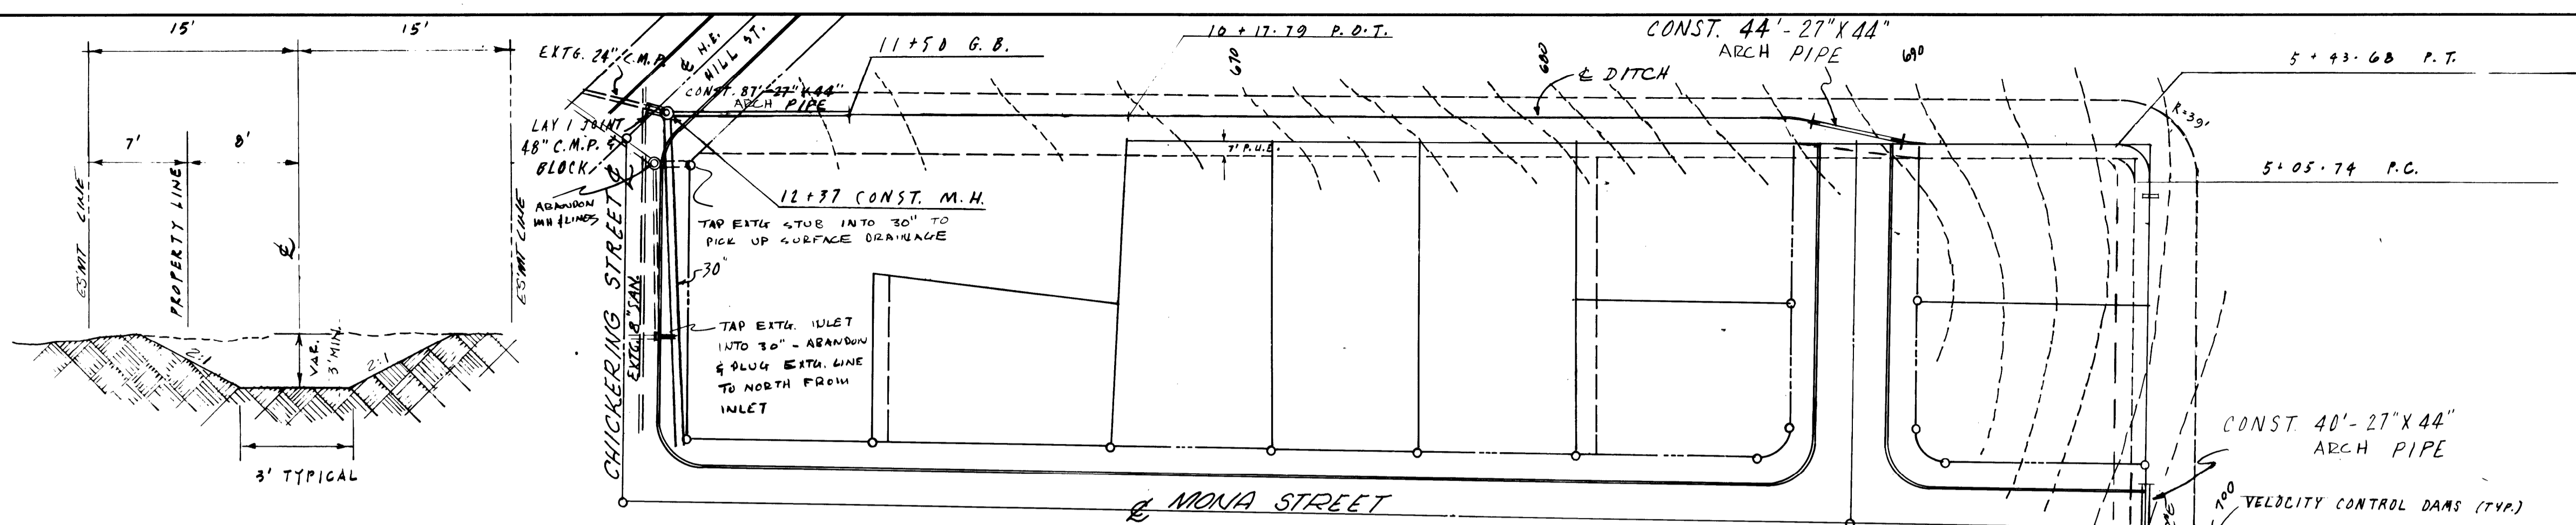 15'
15'
7'
8'
ES'MT LINE
PROPERTY LINE
℄
ES'MT LINE
2:1
VAR.
3' MIN.
2:1
3' TYPICAL
EXTG. 24" C.M.P.
℄ H.E.
HILL ST.
11+50 G.B.
10+17.79 P.O.T.
670
680
CONST. 44'-27"X44"
ARCH PIPE
690
℄ DITCH
5+43.68 P.T.
R=39'
5+05.74 P.C.
CONST. 87'-27"X44"
ARCH PIPE
LAY 1 JOINT
48" C.M.P. &
BLOCK
ABANDON
MH & LINES
7' P.U.E.
12+37 CONST. M.H.
TAP EXTG STUB INTO 30" TO
PICK UP SURFACE DRAINAGE
30"
CHICKERING STREET ℄
EXTG. 8" SAN.
TAP EXTG. INLET
INTO 30" - ABANDON
& PLUG EXTG. LINE
TO NORTH FROM
INLET
℄ MONA STREET
CONST. 40'-27"X44"
ARCH PIPE
700
VELOCITY CONTROL DAMS (TYP.)